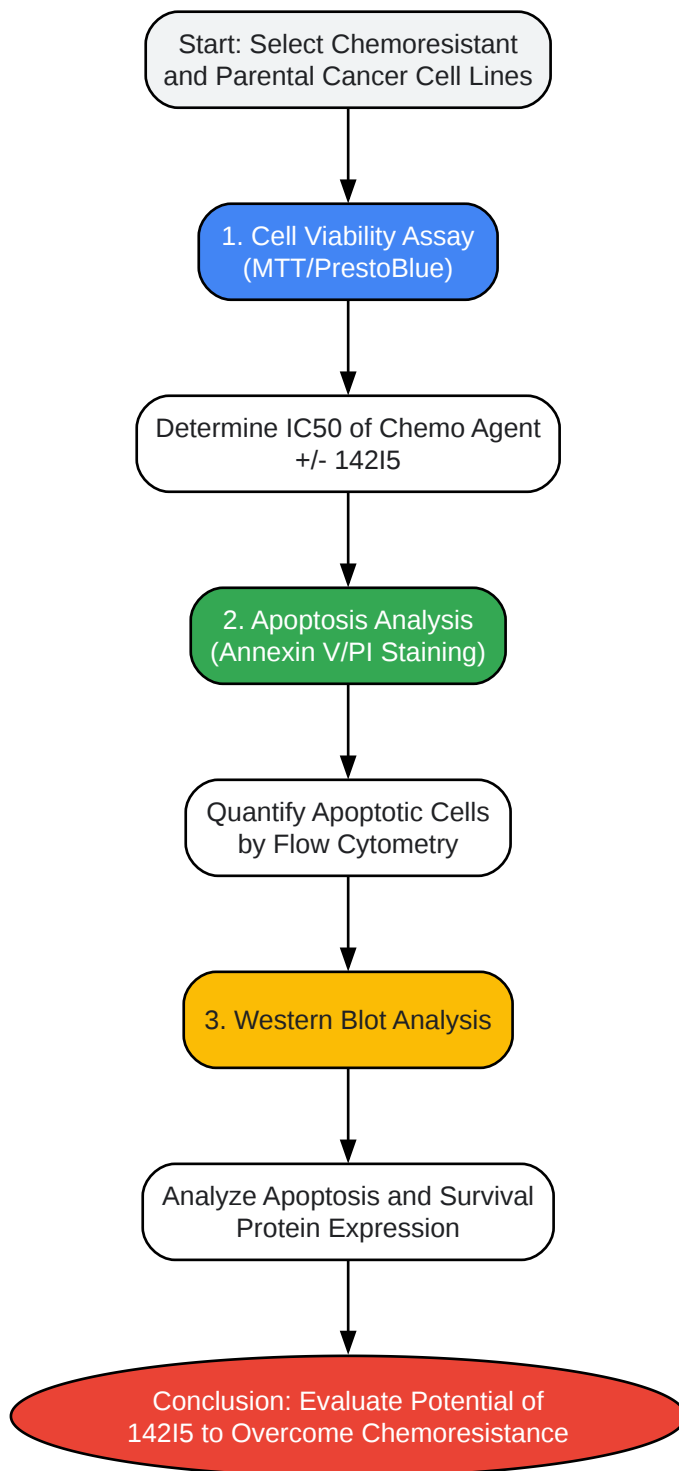 Start: Select Chemoresistant
and Parental Cancer Cell Lines
1. Cell Viability Assay
(MTT/PrestoBlue)
Determine IC50 of Chemo Agent
+/- 142I5
2. Apoptosis Analysis
(Annexin V/PI Staining)
Quantify Apoptotic Cells
by Flow Cytometry
3. Western Blot Analysis
Analyze Apoptosis and Survival
Protein Expression
Conclusion: Evaluate Potential of
142I5 to Overcome Chemoresistance